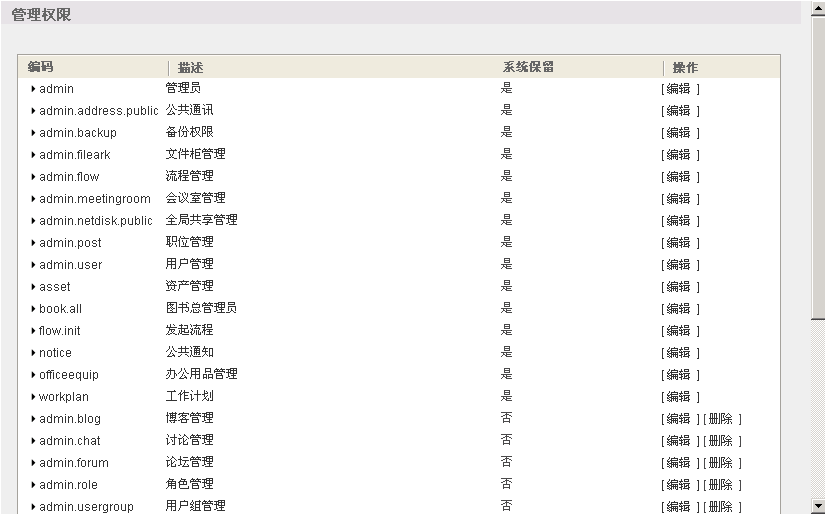 管理权限
编码 描述 系统保留 操作
admin 管理员 是 [ 编辑 ]
admin.address.public 公共通讯 是 [ 编辑 ]
admin.backup 备份权限 是 [ 编辑 ]
admin.fileark 文件柜管理 是 [ 编辑 ]
admin.flow 流程管理 是 [ 编辑 ]
admin.meetingroom 会议室管理 是 [ 编辑 ]
admin.netdisk.public 全局共享管理 是 [ 编辑 ]
admin.post 职位管理 是 [ 编辑 ]
admin.user 用户管理 是 [ 编辑 ]
asset 资产管理 是 [ 编辑 ]
book.all 图书总管理员 是 [ 编辑 ]
flow.init 发起流程 是 [ 编辑 ]
notice 公共通知 是 [ 编辑 ]
officeequip 办公用品管理 是 [ 编辑 ]
workplan 工作计划 是 [ 编辑 ]
admin.blog 博客管理 否 [ 编辑 ] [ 删除 ]
admin.chat 讨论管理 否 [ 编辑 ] [ 删除 ]
admin.forum 论坛管理 否 [ 编辑 ] [ 删除 ]
admin.role 角色管理 否 [ 编辑 ] [ 删除 ]
admin.usergroup 用户组管理 否 [ 编辑 ] [ 删除 ]